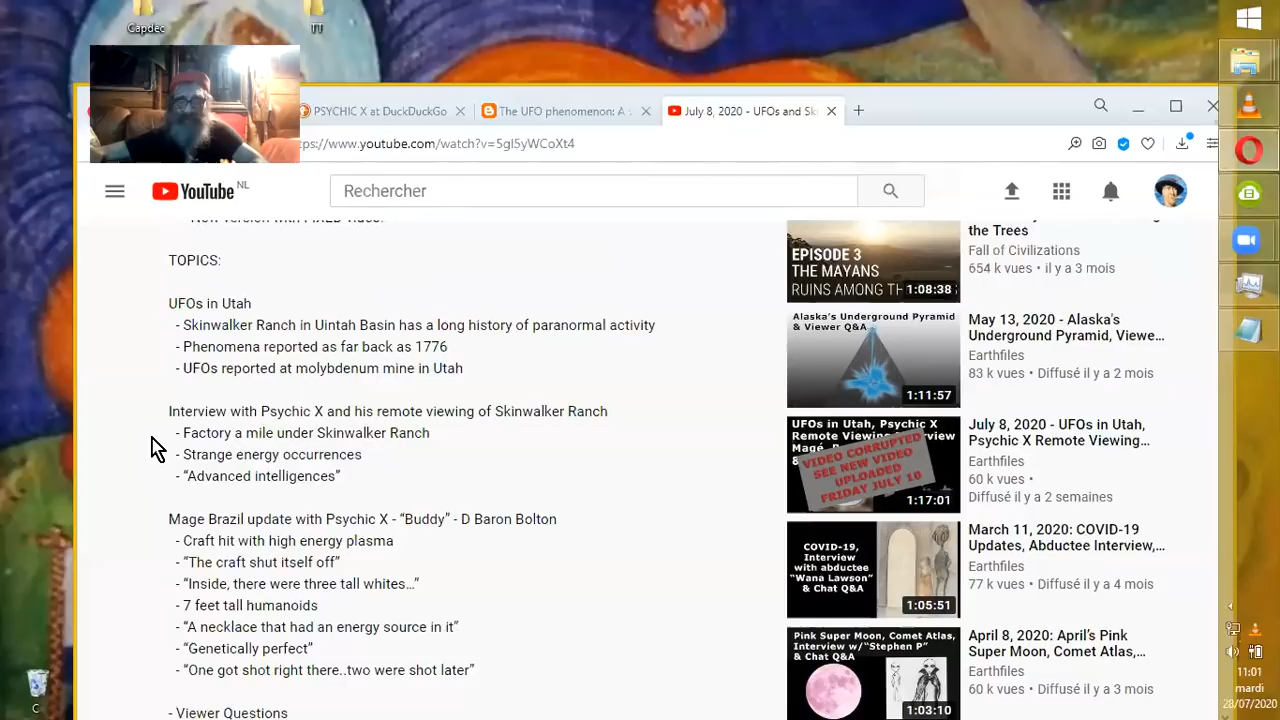 Capdec
TT
PSYCHIC X at DuckDuckGo
The UFO phenomenon: A
July 8, 2020 - UFOs and Sk
ps://www.youtube.com/watch?v=5gI5yWCoXt4
YouTube NL
Rechercher
TOPICS:
UFOs in Utah
- Skinwalker Ranch in Uintah Basin has a long history of paranormal activity
- Phenomena reported as far back as 1776
- UFOs reported at molybdenum mine in Utah
Interview with Psychic X and his remote viewing of Skinwalker Ranch
- Factory a mile under Skinwalker Ranch
- Strange energy occurrences
- “Advanced intelligences”
Mage Brazil update with Psychic X - “Buddy” - D Baron Bolton
- Craft hit with high energy plasma
- “The craft shut itself off”
- “Inside, there were three tall whites…”
- 7 feet tall humanoids
- “A necklace that had an energy source in it”
- “Genetically perfect”
- “One got shot right there..two were shot later”
- Viewer Questions
EPISODE 3
THE MAYANS
RUINS AMONG TH
1:08:38
the Trees
Fall of Civilizations
654 k vues • il y a 3 mois
Alaska's Underground Pyramid
& Viewer Q&A
1:11:57
May 13, 2020 - Alaska's
Underground Pyramid, Viewe…
Earthfiles
83 k vues • Diffusé il y a 2 mois
UFOs in Utah, Psychic X
Remote Viewing
VIDEO CORRUPTED
SEE NEW VIDEO
UPLOADED
FRIDAY JULY 10
1:17:01
July 8, 2020 - UFOs in Utah,
Psychic X Remote Viewing…
Earthfiles
60 k vues •
Diffusé il y a 2 semaines
COVID-19,
Interview
with abductee
“Wana Lawson”
& Chat Q&A
1:05:51
March 11, 2020: COVID-19
Updates, Abductee Interview,…
Earthfiles
77 k vues • Diffusé il y a 4 mois
Pink Super Moon, Comet Atlas,
Interview w/“Stephen P”
& Chat Q&A
1:03:10
April 8, 2020: April’s Pink
Super Moon, Comet Atlas,…
Earthfiles
60 k vues • Diffusé il y a 3 mois
C
11:01
mardi
28/07/2020